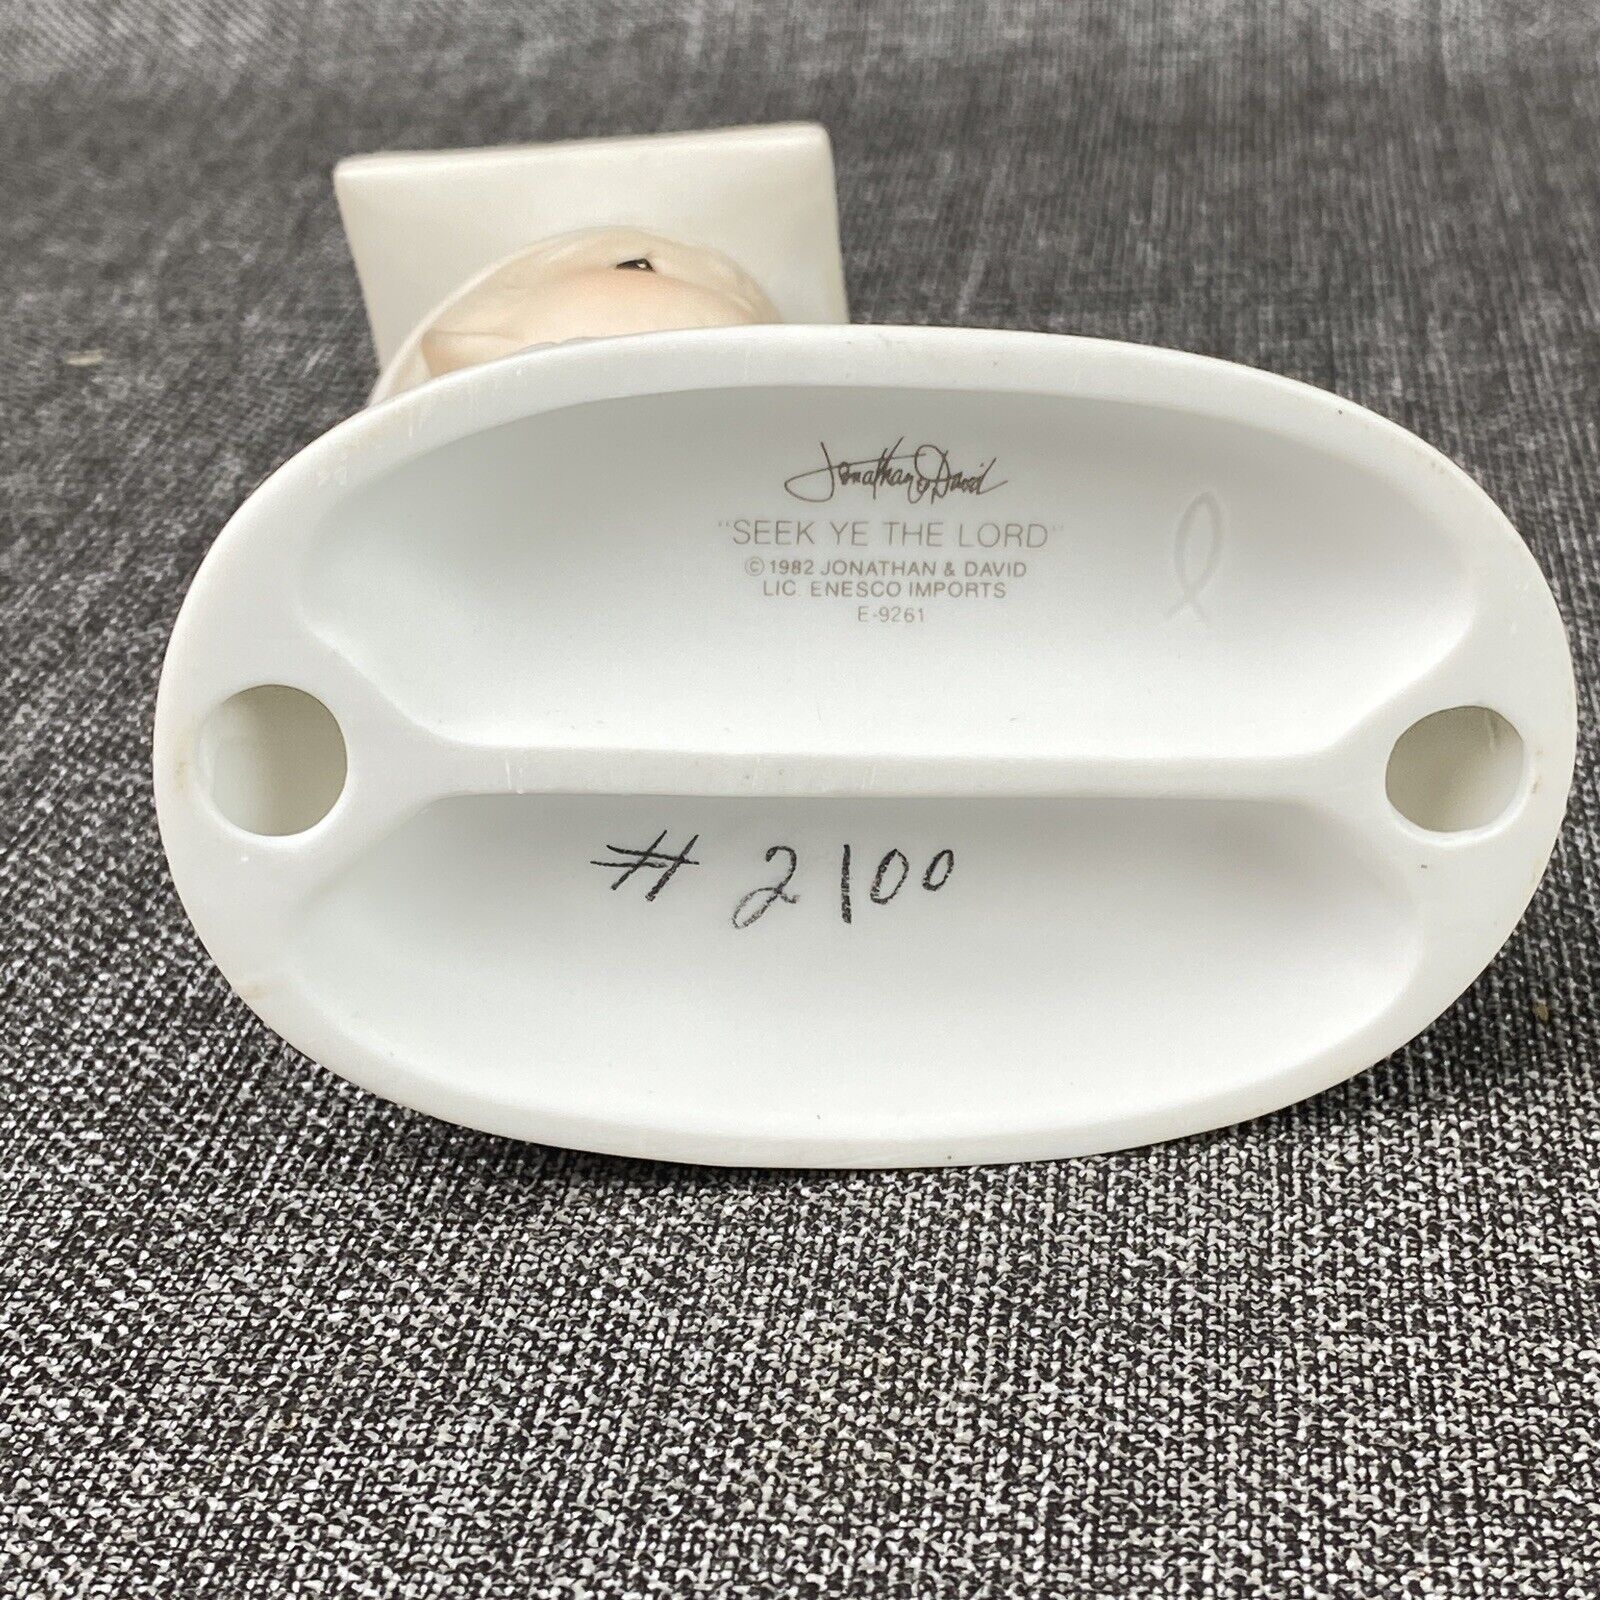 Jonathan & David
"SEEK YE THE LORD"
© 1982 JONATHAN & DAVID
LIC. ENESCO IMPORTS
E-9261
# 2100